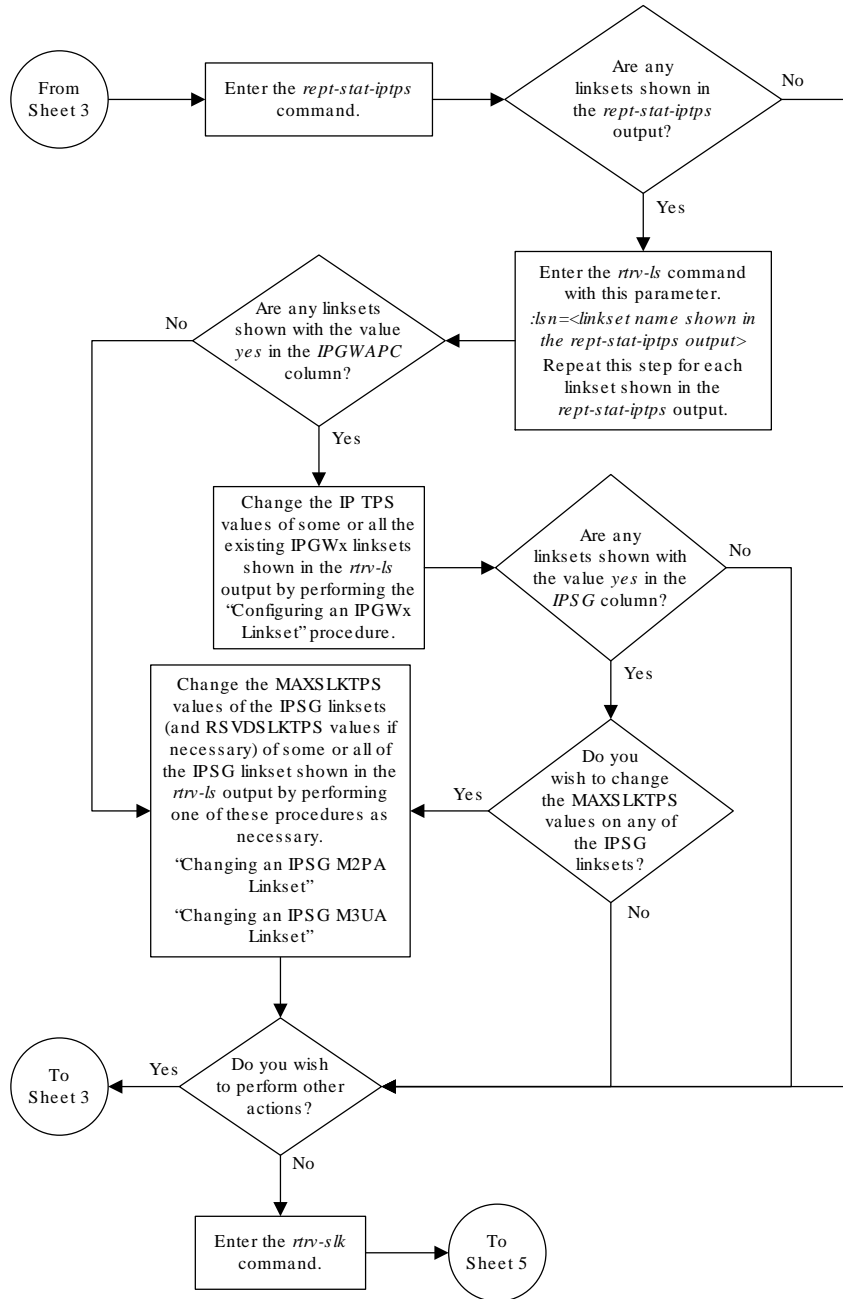 From
Sheet 3
Enter the rept-stat-iptps
command.
Are any
linksets shown in
the rept-stat-iptps
output?
No
Yes
Enter the rtrv-ls command
with this parameter.
:lsn=<linkset name shown in
the rept-stat-iptps output>
Repeat this step for each
linkset shown in the
rept-stat-iptps output.
Are any linksets
shown with the value
yes in the IPGWAPC
column?
No
Yes
Change the IP TPS
values of some or all the
existing IPGWx linksets
shown in the rtrv-ls
output by performing the
“Configuring an IPGWx
Linkset” procedure.
Are any
linksets shown with
the value yes in the
IPSG column?
No
Yes
Change the MAXSLKTPS
values of the IPSG linksets
(and RSVDSLKTPS values if
necessary) of some or all of
the IPSG linkset shown in the
rtrv-ls output by performing
one of these procedures as
necessary.
“Changing an IPSG M2PA
Linkset”
“Changing an IPSG M3UA
Linkset”
Do you
wish to change
the MAXSLKTPS
values on any of
the IPSG
linksets?
Yes
No
Do you wish
to perform other
actions?
Yes
To
Sheet 3
No
Enter the rtrv-slk
command.
To
Sheet 5